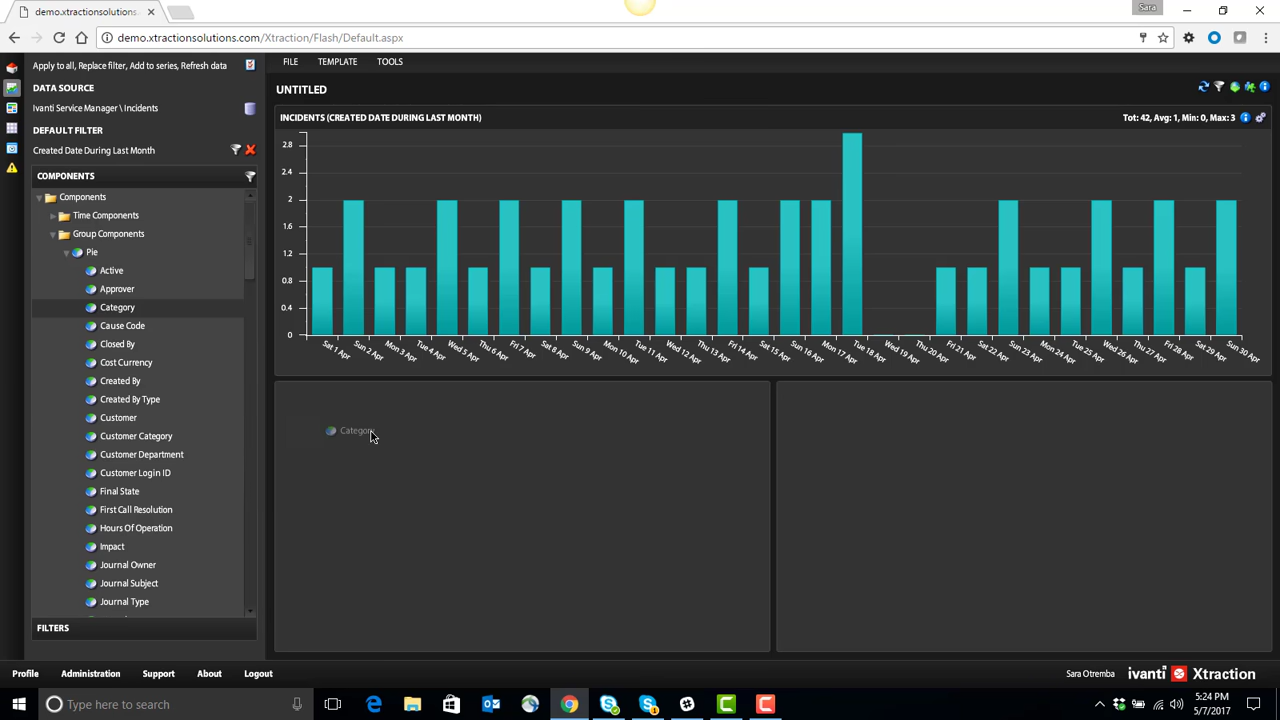 demo.xtractionsolutions.
Sara
demo.xtractionsolutions.com/Xtraction/Flash/Default.aspx
Apply to all, Replace filter, Add to series, Refresh data
DATA SOURCE
Ivanti Service Manager \ Incidents
DEFAULT FILTER
Created Date During Last Month
COMPONENTS
Components
Time Components
Group Components
Pie
Active
Approver
Category
Cause Code
Closed By
Cost Currency
Created By
Created By Type
Customer
Customer Category
Customer Department
Customer Login ID
Final State
First Call Resolution
Hours Of Operation
Impact
Journal Owner
Journal Subject
Journal Type
FILTERS
FILE TEMPLATE TOOLS
UNTITLED
INCIDENTS (CREATED DATE DURING LAST MONTH)
Tot: 42, Avg: 1, Min: 0, Max: 3
2.8
2.4
2
1.6
1.2
0.8
0.4
0
Sat 1 Apr
Sun 2 Apr
Mon 3 Apr
Tue 4 Apr
Wed 5 Apr
Thu 6 Apr
Fri 7 Apr
Sat 8 Apr
Sun 9 Apr
Mon 10 Apr
Tue 11 Apr
Wed 12 Apr
Thu 13 Apr
Fri 14 Apr
Sat 15 Apr
Sun 16 Apr
Mon 17 Apr
Tue 18 Apr
Wed 19 Apr
Thu 20 Apr
Fri 21 Apr
Sat 22 Apr
Sun 23 Apr
Mon 24 Apr
Tue 25 Apr
Wed 26 Apr
Thu 27 Apr
Fri 28 Apr
Sat 29 Apr
Sun 30 Apr
Category
Profile Administration Support About Logout
Sara Otremba ivanti Xtraction
Type here to search
5:24 PM
5/7/2017